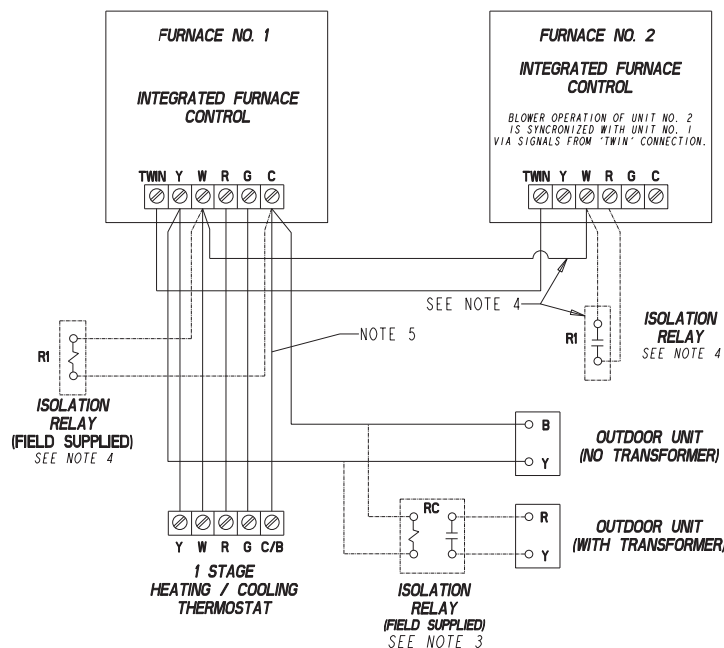 FURNACE NO. 1
INTEGRATED FURNACE
CONTROL
TWIN Y W R G C
FURNACE NO. 2
INTEGRATED FURNACE
CONTROL
BLOWER OPERATION OF UNIT NO. 2
IS SYNCRONIZED WITH UNIT NO. 1
VIA SIGNALS FROM 'TWIN' CONNECTION.
TWIN Y W R G C
SEE NOTE 4
NOTE 5
R1
ISOLATION
RELAY
(FIELD SUPPLIED)
SEE NOTE 4
R1
ISOLATION
RELAY
SEE NOTE 4
B
Y
OUTDOOR UNIT
(NO TRANSFORMER)
RC
R
Y
OUTDOOR UNIT
(WITH TRANSFORMER)
ISOLATION
RELAY
(FIELD SUPPLIED)
SEE NOTE 3
Y W R G C/B
1 STAGE
HEATING / COOLING
THERMOSTAT